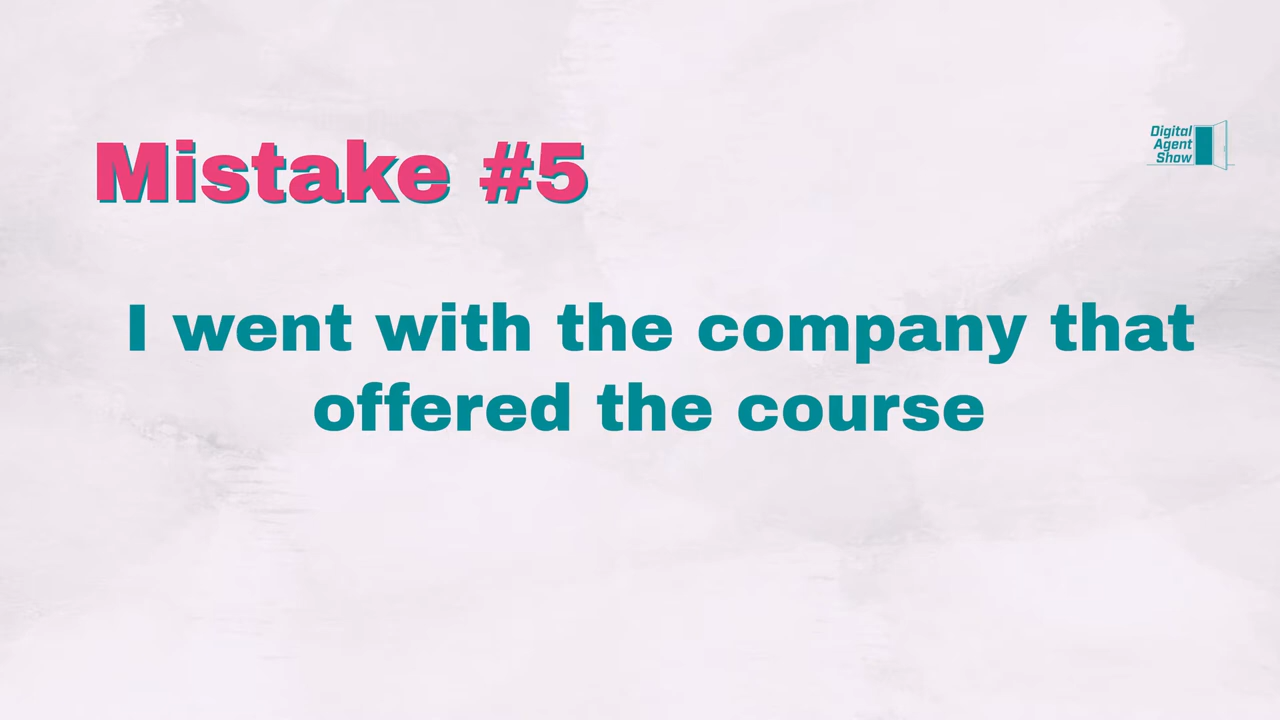 Mistake #5
Digital
Agent
Show
I went with the company that
offered the course